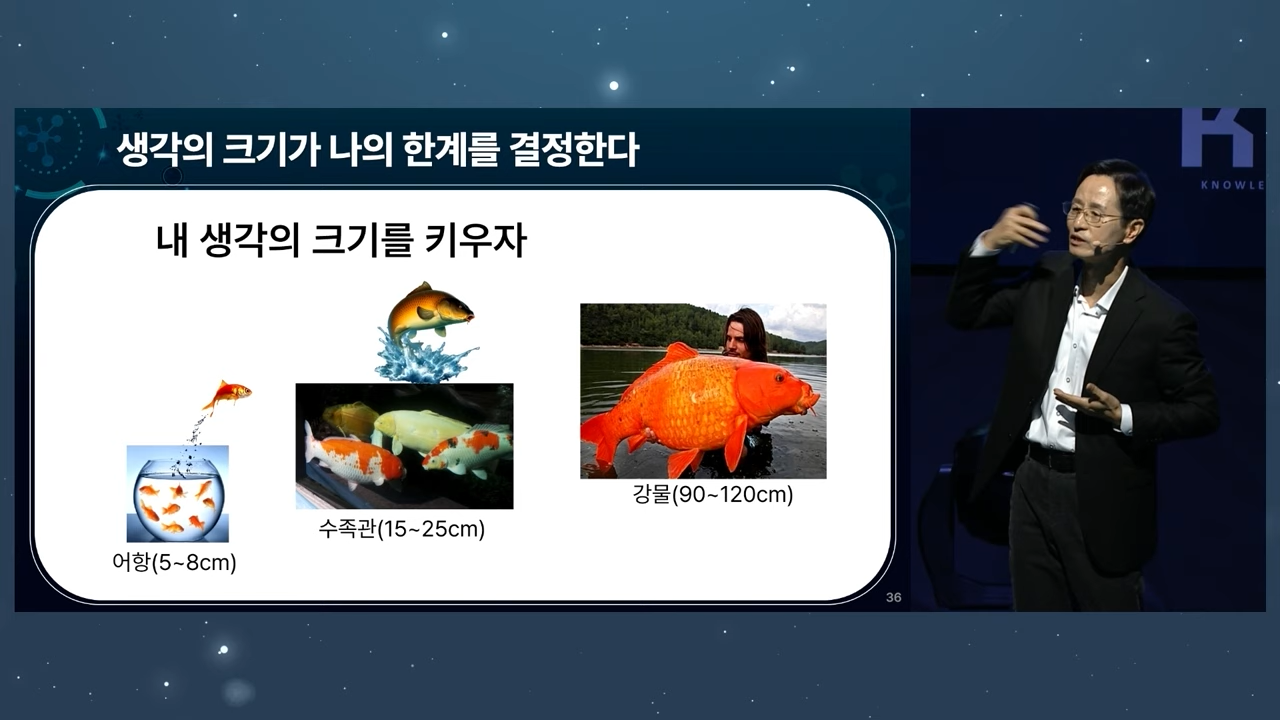 생각의 크기가 나의 한계를 결정한다
내 생각의 크기를 키우자
어항(5~8cm)
수족관(15~25cm)
강물(90~120cm)
36
K
KNOWLE